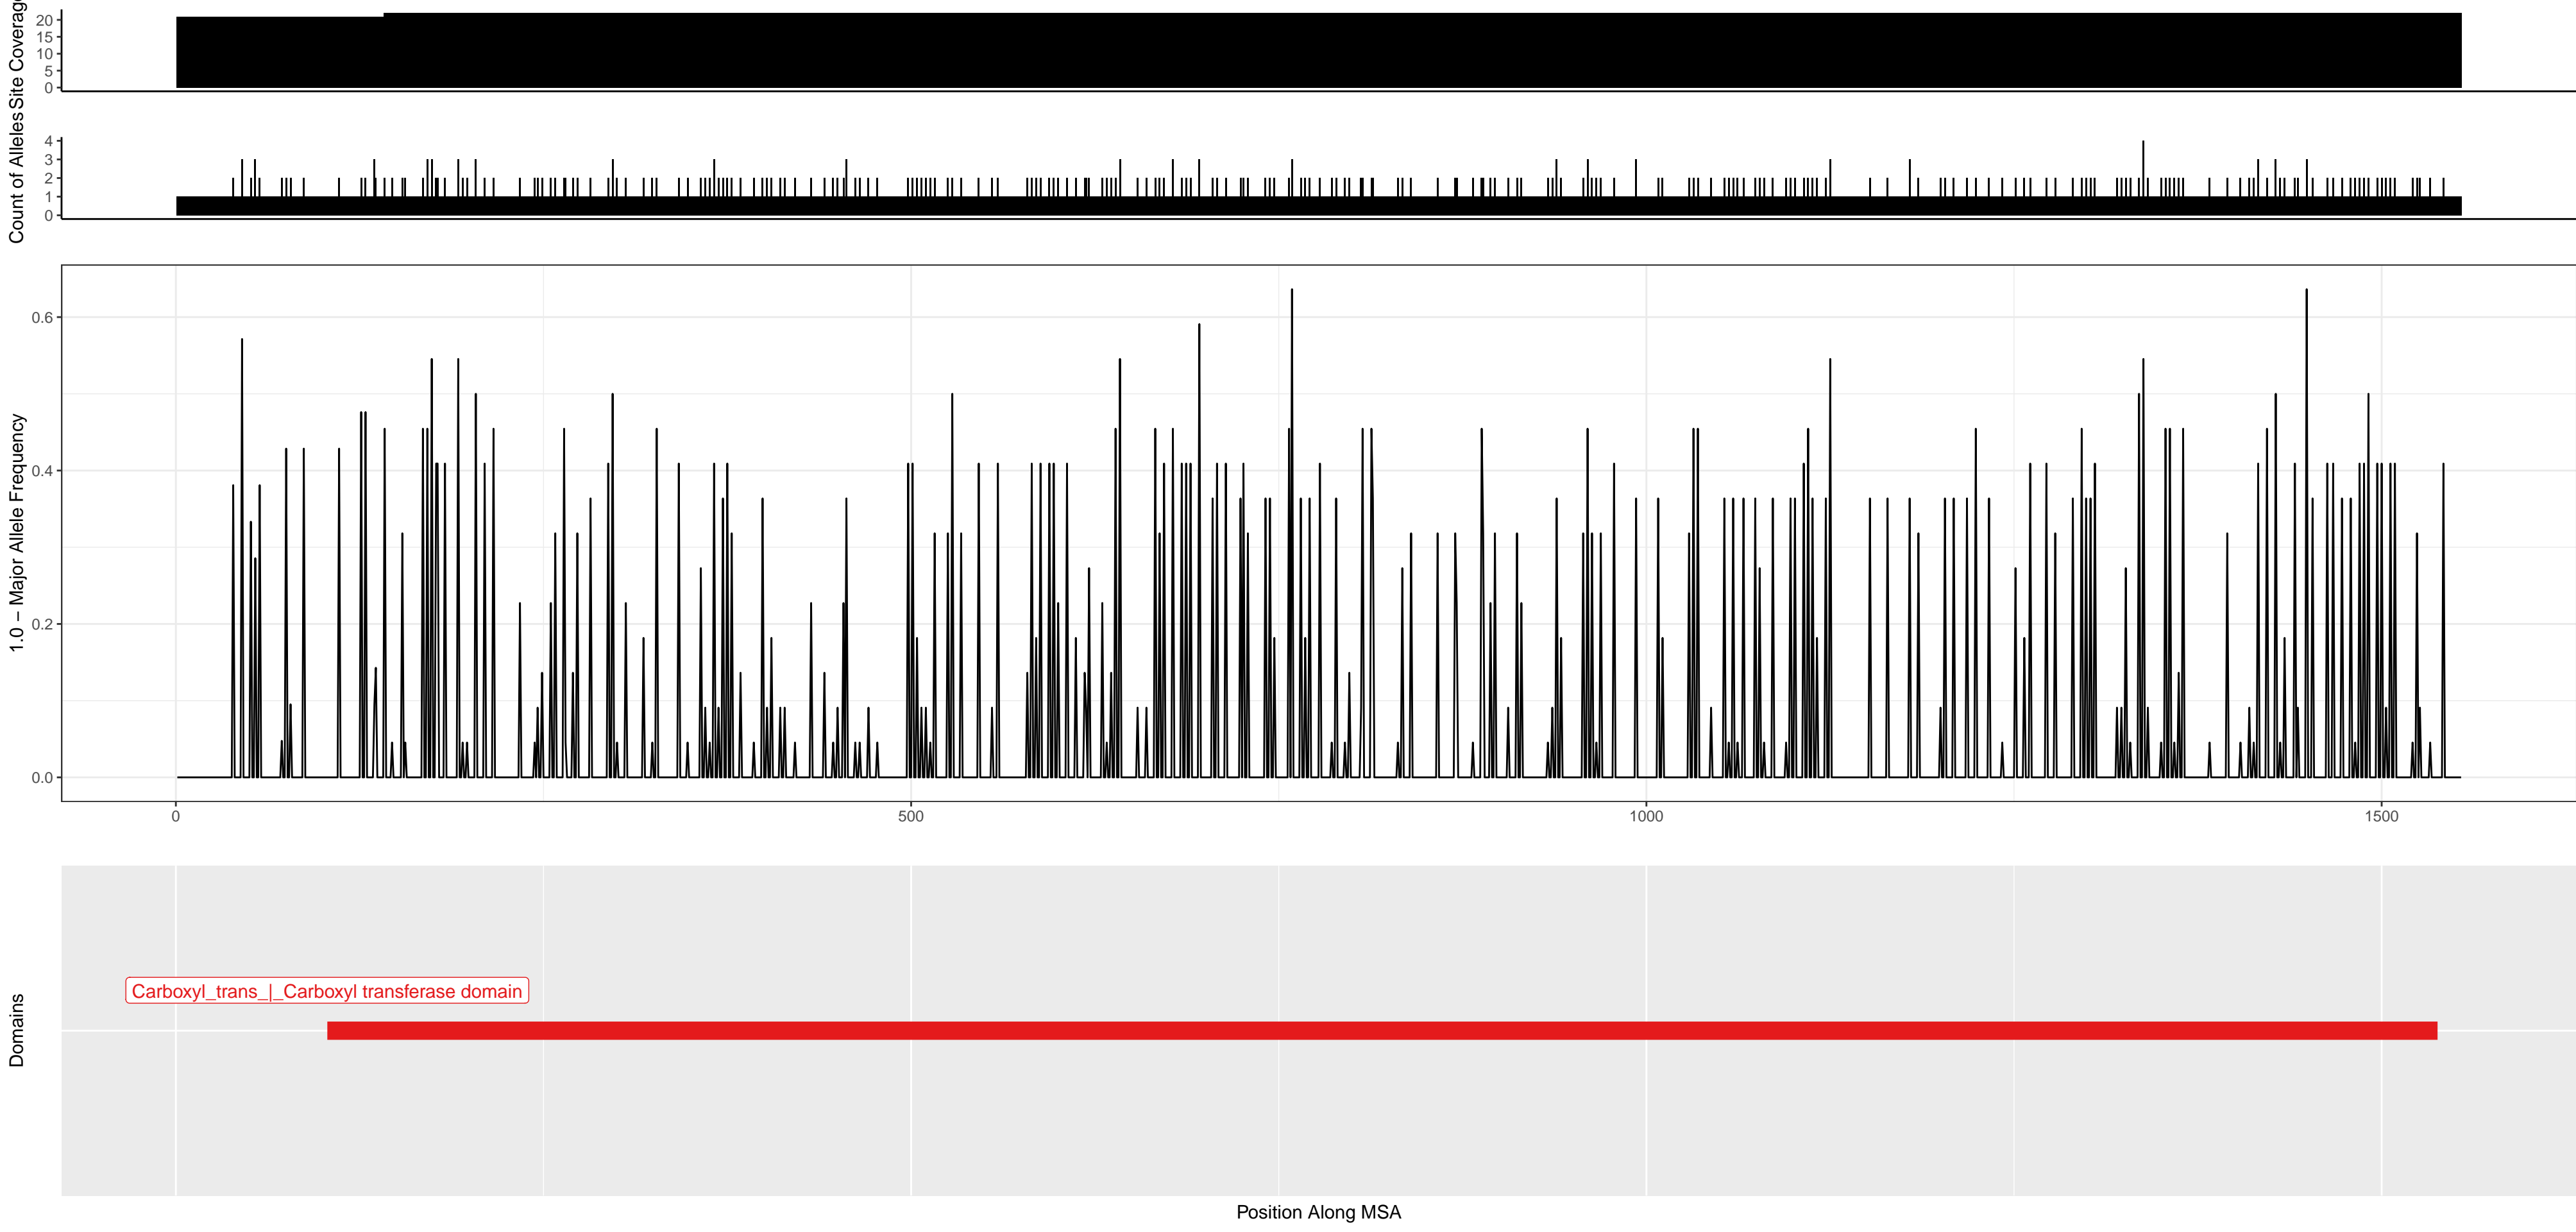 Site Coverage
20
15
10
5
0
Count of Alleles
4
3
2
1
0
1.0 − Major Allele Frequency
0.6
0.4
0.2
0.0
0 500 1000 1500
Domains
Carboxyl_trans_|_Carboxyl transferase domain
Position Along MSA